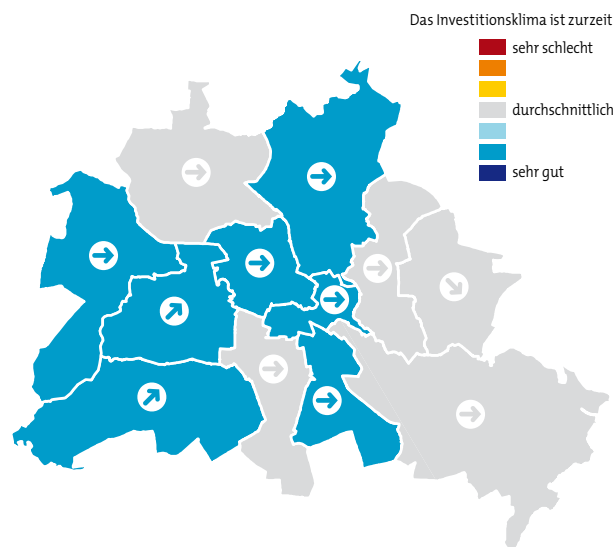 Das Investitionsklima ist zurzeit
sehr schlecht
durchschnittlich
sehr gut